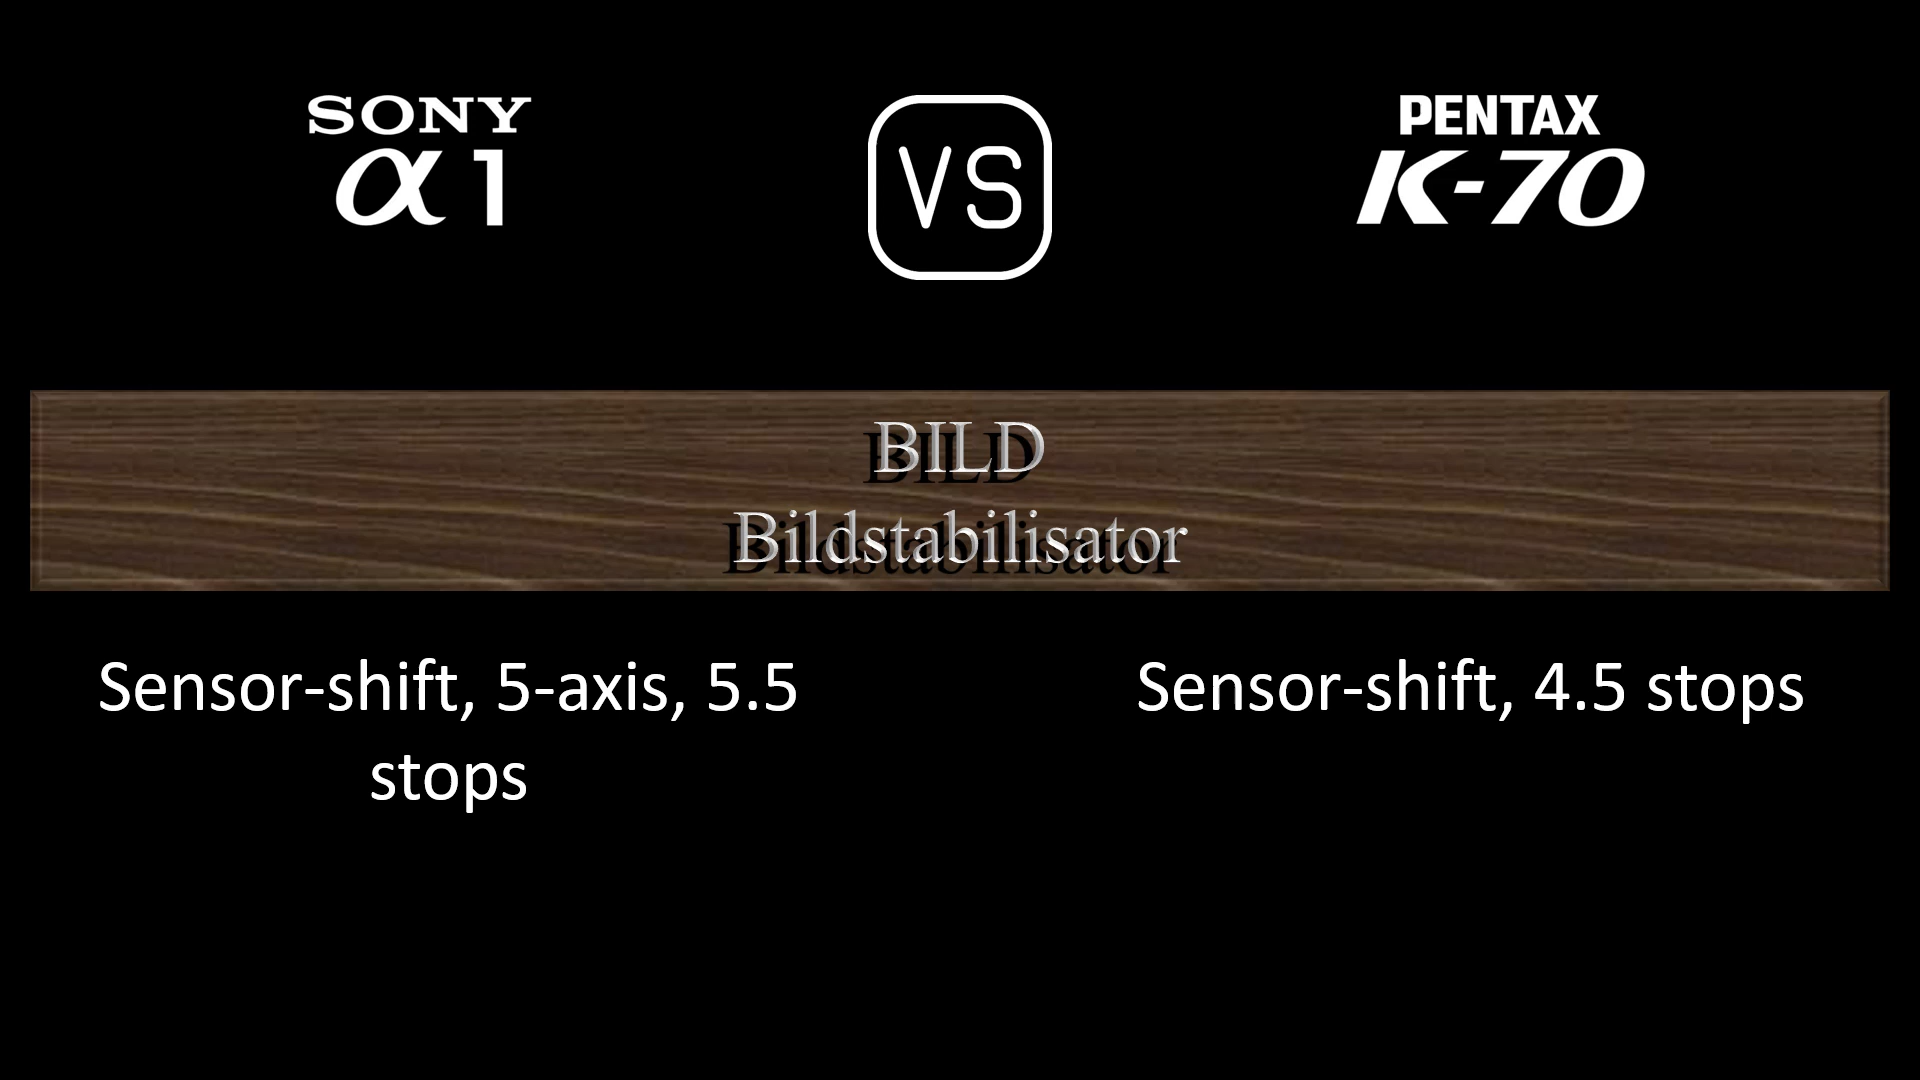 SONY
α1
VS
PENTAX
K-70
BILD
Bildstabilisator
Sensor-shift, 5-axis, 5.5
stops
Sensor-shift, 4.5 stops